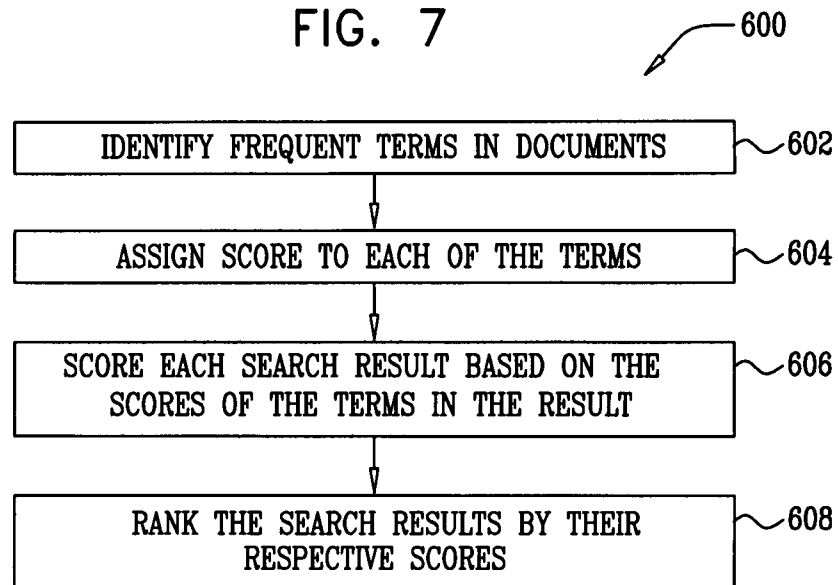 FIG. 7
600
IDENTIFY FREQUENT TERMS IN DOCUMENTS
602
ASSIGN SCORE TO EACH OF THE TERMS
604
SCORE EACH SEARCH RESULT BASED ON THE
SCORES OF THE TERMS IN THE RESULT
606
RANK THE SEARCH RESULTS BY THEIR
RESPECTIVE SCORES
608